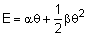 E = αθ + 1/2 βθ²